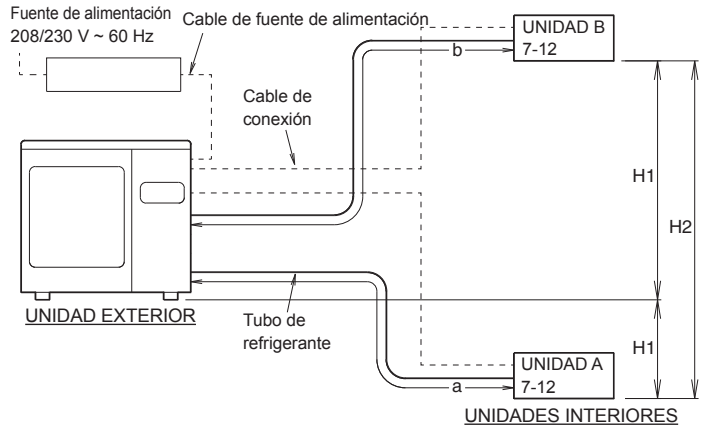 Fuente de alimentación
208/230 V ~ 60 Hz
Cable de fuente de alimentación
UNIDAD B
7-12
b
Cable de
conexión
H1
H2
UNIDAD EXTERIOR
Tubo de
refrigerante
H1
UNIDAD A
7-12
a
UNIDADES INTERIORES